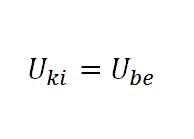 U_ki = U_be